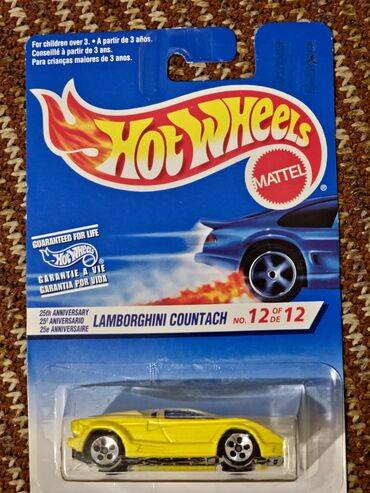 For children over 3. • A partir de 3 años.
Conseillé à partir de 3 ans.
Para crianças maiores de 3 anos.
Hot Wheels
MATTEL
®
GUARANTEED FOR LIFE
Hot Wheels
GARANTIE A VIE
GARANTIA POR VIDA
25th ANNIVERSARY
25º ANIVERSARIO
25e ANNIVERSAIRE
LAMBORGHINI COUNTACH
NO. 12 OF DE 12